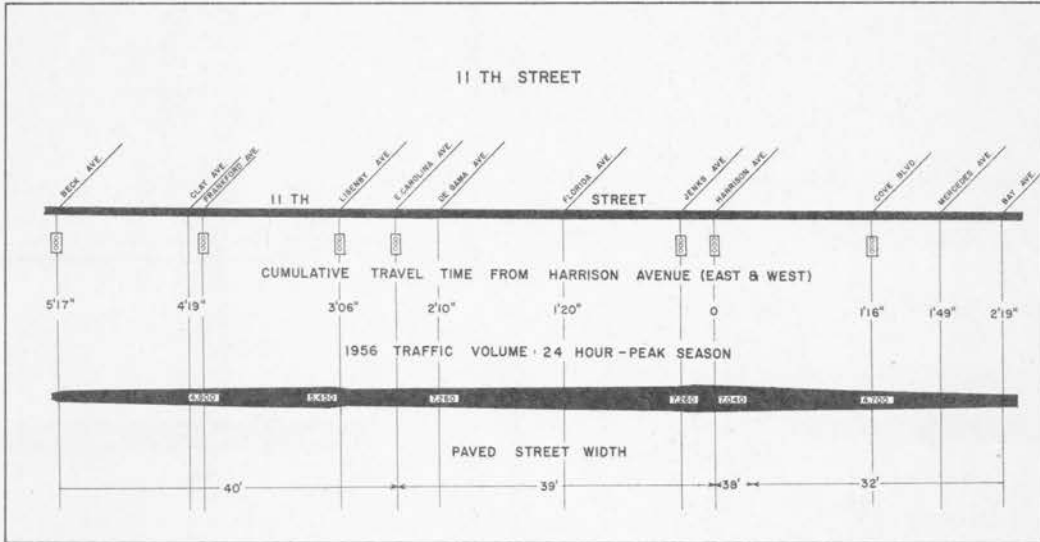 11 TH STREET
BECK AVE.
CLAY AVE.
FRANKFORD AVE.
LISENBY AVE.
E. CAROLINA AVE.
DE GAMA AVE.
FLORIDA AVE.
JENKS AVE.
HARRISON AVE.
COVE BLVD.
MERCEDES AVE.
BAY AVE.
11 TH STREET
CUMULATIVE TRAVEL TIME FROM HARRISON AVENUE (EAST & WEST)
5'17" 4'19" 3'06" 2'10" 1'20" 0 1'16" 1'49" 2'19"
1956 TRAFFIC VOLUME · 24 HOUR – PEAK SEASON
4,900 5,450 7,260 7,260 7,040 4,700
PAVED STREET WIDTH
40' 39' 38' 32'